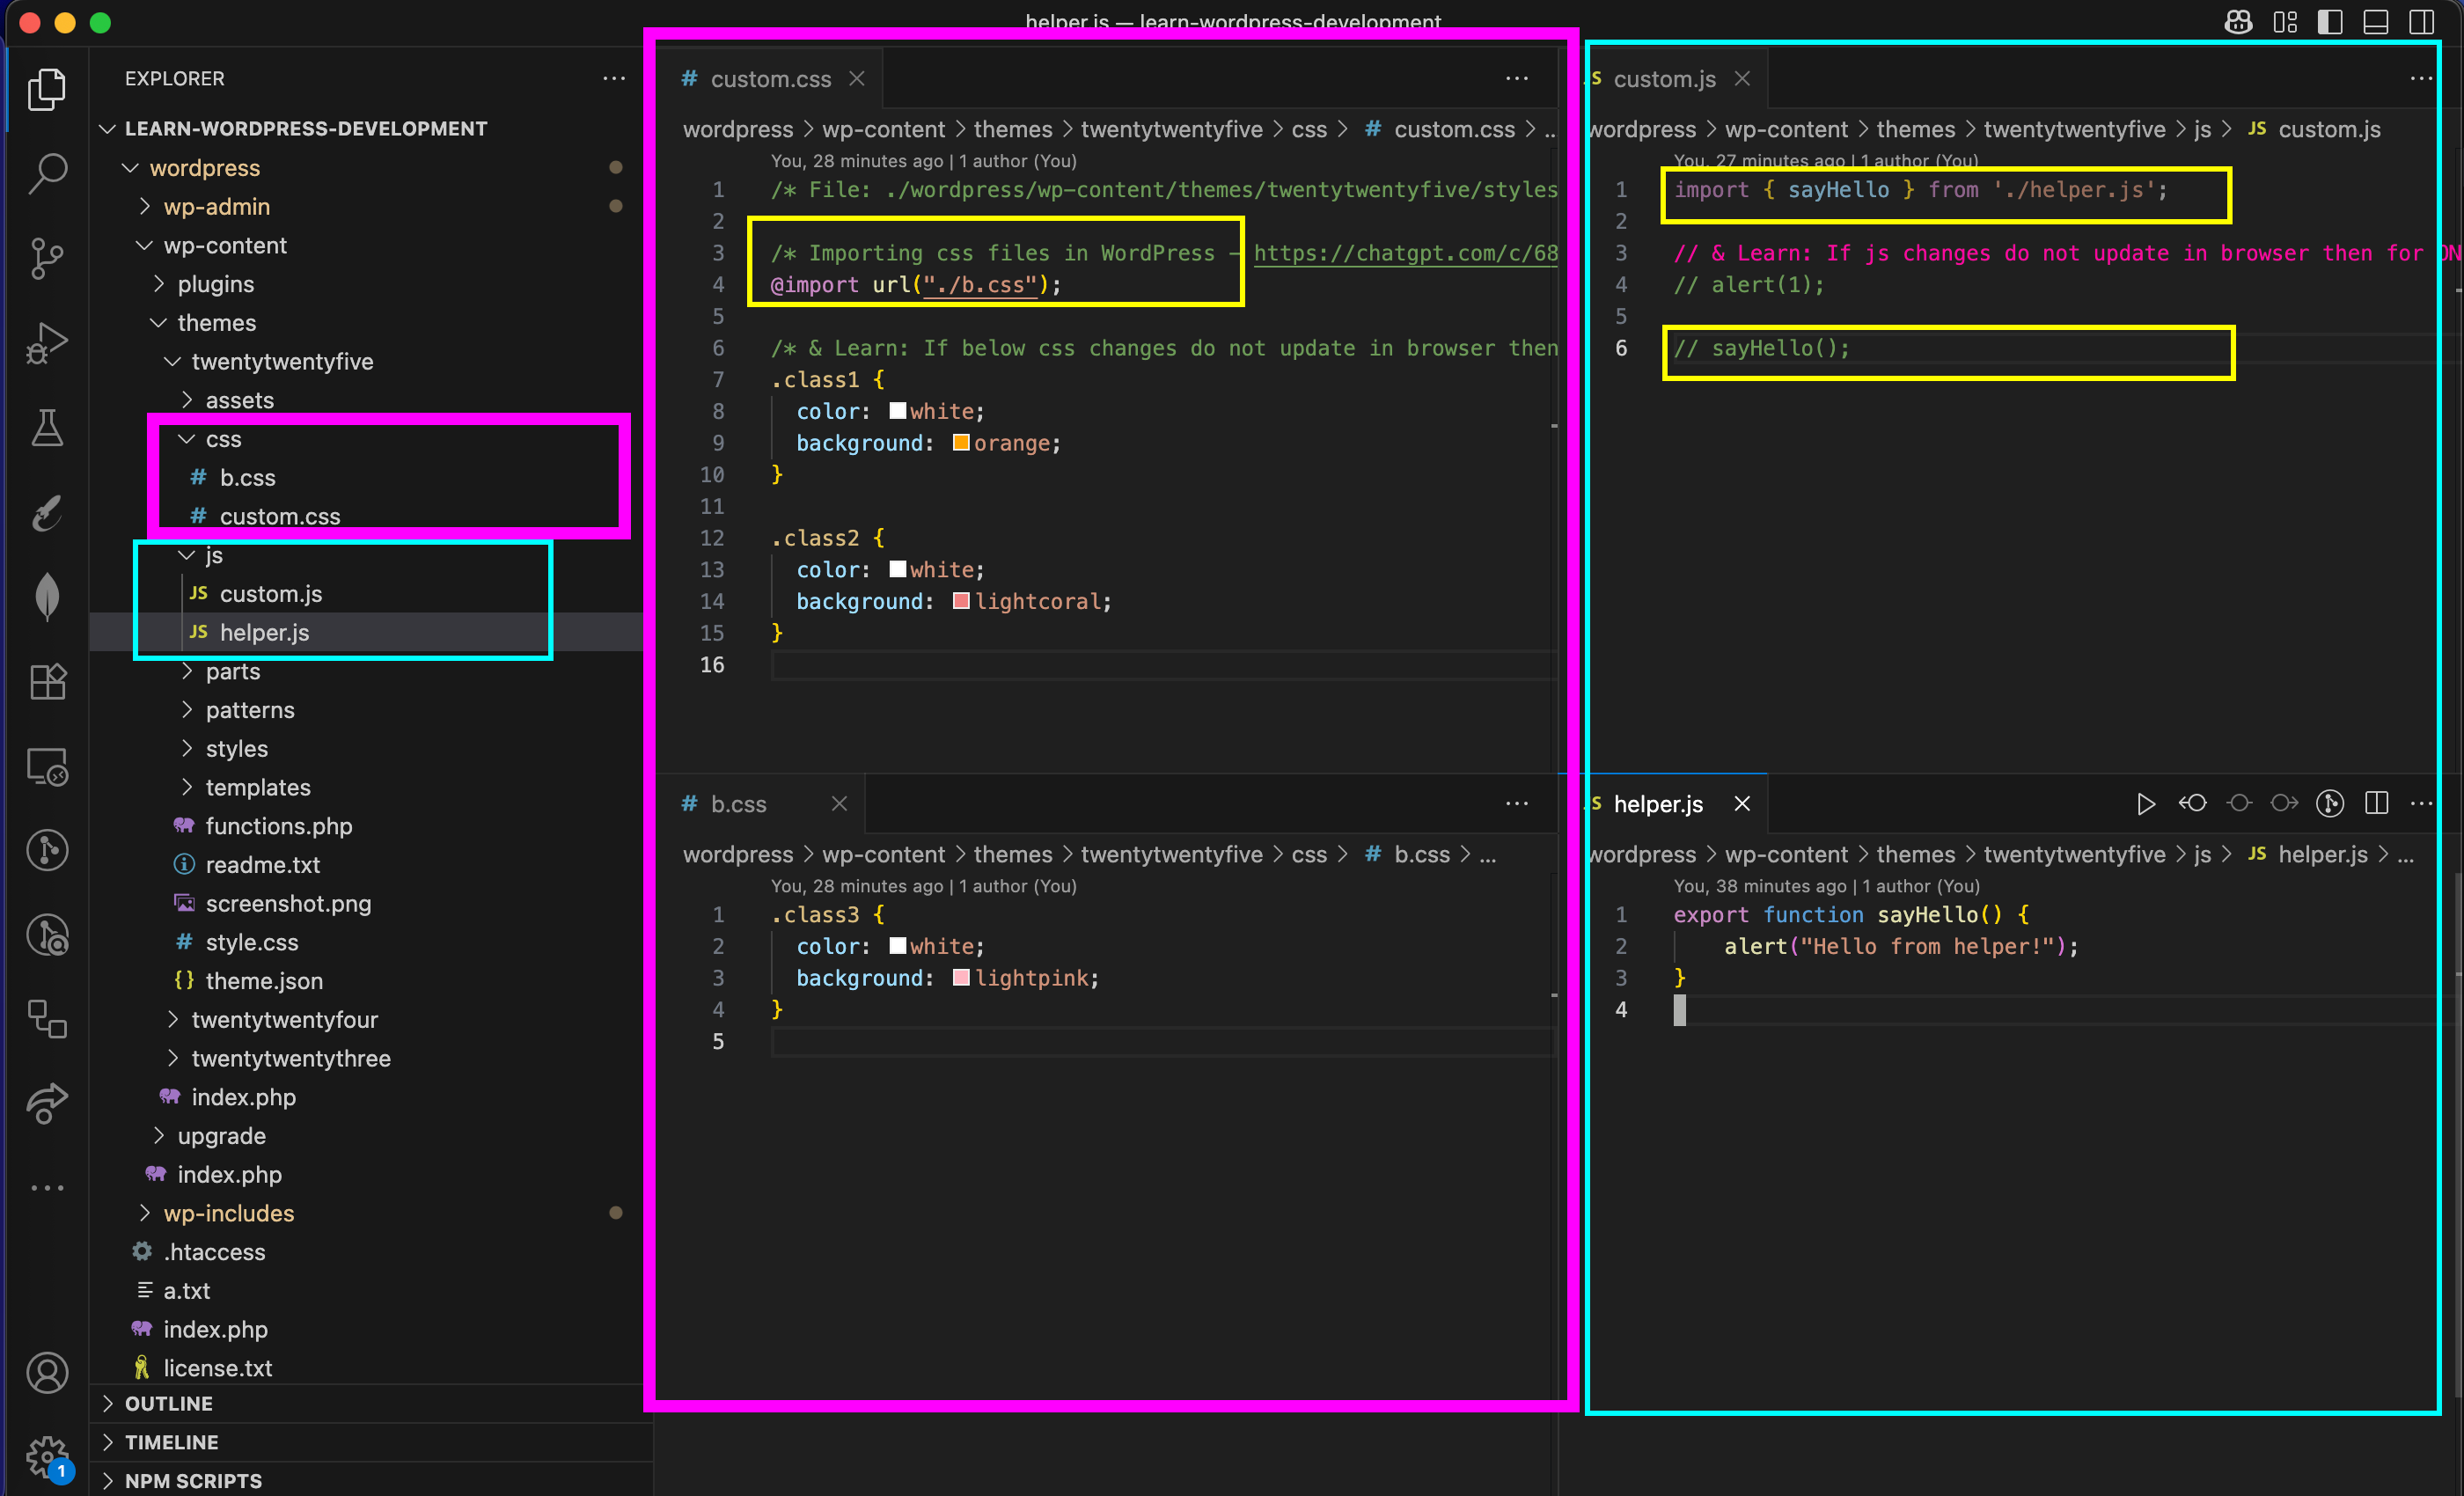 helper.js — learn-wordpress-development
EXPLORER
LEARN-WORDPRESS-DEVELOPMENT
wordpress
wp-admin
wp-content
plugins
themes
twentytwentyfive
assets
css
# b.css
# custom.css
js
JS custom.js
JS helper.js
parts
patterns
styles
templates
functions.php
readme.txt
screenshot.png
# style.css
{} theme.json
twentytwentyfour
twentytwentythree
index.php
upgrade
index.php
wp-includes
.htaccess
a.txt
index.php
license.txt
OUTLINE
TIMELINE
NPM SCRIPTS
1
# custom.css
wordpress > wp-content > themes > twentytwentyfive > css > # custom.css > ..
You, 28 minutes ago | 1 author (You)
1 /* File: ./wordpress/wp-content/themes/twentytwentyfive/styles
2
3 /* Importing css files in WordPress - https://chatgpt.com/c/68
4 @import url("./b.css");
5
6 /* & Learn: If below css changes do not update in browser then
7 .class1 {
8 color: white;
9 background: orange;
10 }
11
12 .class2 {
13 color: white;
14 background: lightcoral;
15 }
16
# b.css
wordpress > wp-content > themes > twentytwentyfive > css > # b.css > ...
You, 28 minutes ago | 1 author (You)
1 .class3 {
2 color: white;
3 background: lightpink;
4 }
5
JS custom.js
wordpress > wp-content > themes > twentytwentyfive > js > JS custom.js
You, 27 minutes ago | 1 author (You)
1 import { sayHello } from './helper.js';
2
3 // & Learn: If js changes do not update in browser then for ON
4 // alert(1);
5
6 // sayHello();
JS helper.js
wordpress > wp-content > themes > twentytwentyfive > js > JS helper.js > ...
You, 38 minutes ago | 1 author (You)
1 export function sayHello() {
2 alert("Hello from helper!");
3 }
4